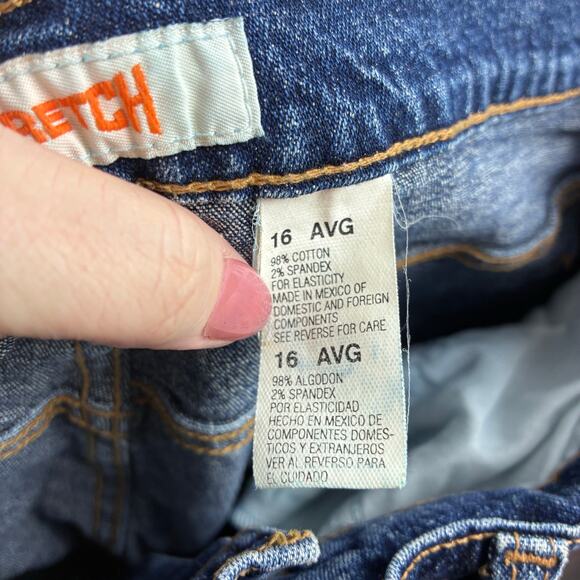 RETCH
16 AVG
98% COTTON
2% SPANDEX
FOR ELASTICITY
MADE IN MEXICO OF
DOMESTIC AND FOREIGN
COMPONENTS
SEE REVERSE FOR CARE
16 AVG
98% ALGODON
2% SPANDEX
POR ELASTICIDAD
HECHO EN MEXICO DE
COMPONENTES DOMES-
TICOS Y EXTRANJEROS
VER AL REVERSO PARA
EL CUIDADO